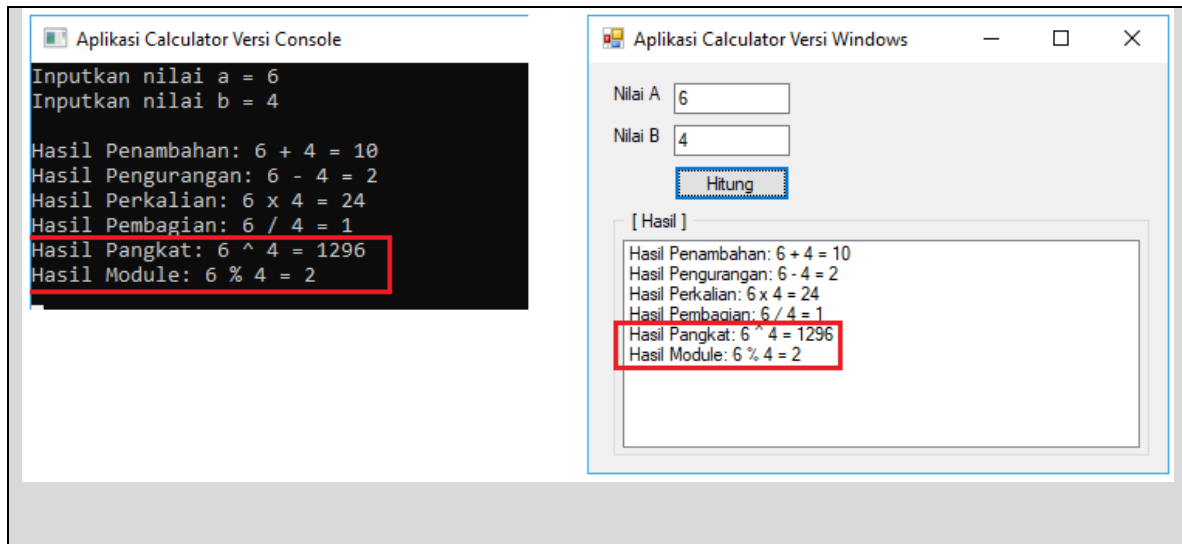 Aplikasi Calculator Versi Console
Inputkan nilai a = 6
Inputkan nilai b = 4
Hasil Penambahan: 6 + 4 = 10
Hasil Pengurangan: 6 - 4 = 2
Hasil Perkalian: 6 x 4 = 24
Hasil Pembagian: 6 / 4 = 1
Hasil Pangkat: 6 ^ 4 = 1296
Hasil Module: 6 % 4 = 2
Aplikasi Calculator Versi Windows
Nilai A 6
Nilai B 4
Hitung
[ Hasil ]
Hasil Penambahan: 6 + 4 = 10
Hasil Pengurangan: 6 - 4 = 2
Hasil Perkalian: 6 x 4 = 24
Hasil Pembagian: 6 / 4 = 1
Hasil Pangkat: 6 ^ 4 = 1296
Hasil Module: 6 % 4 = 2